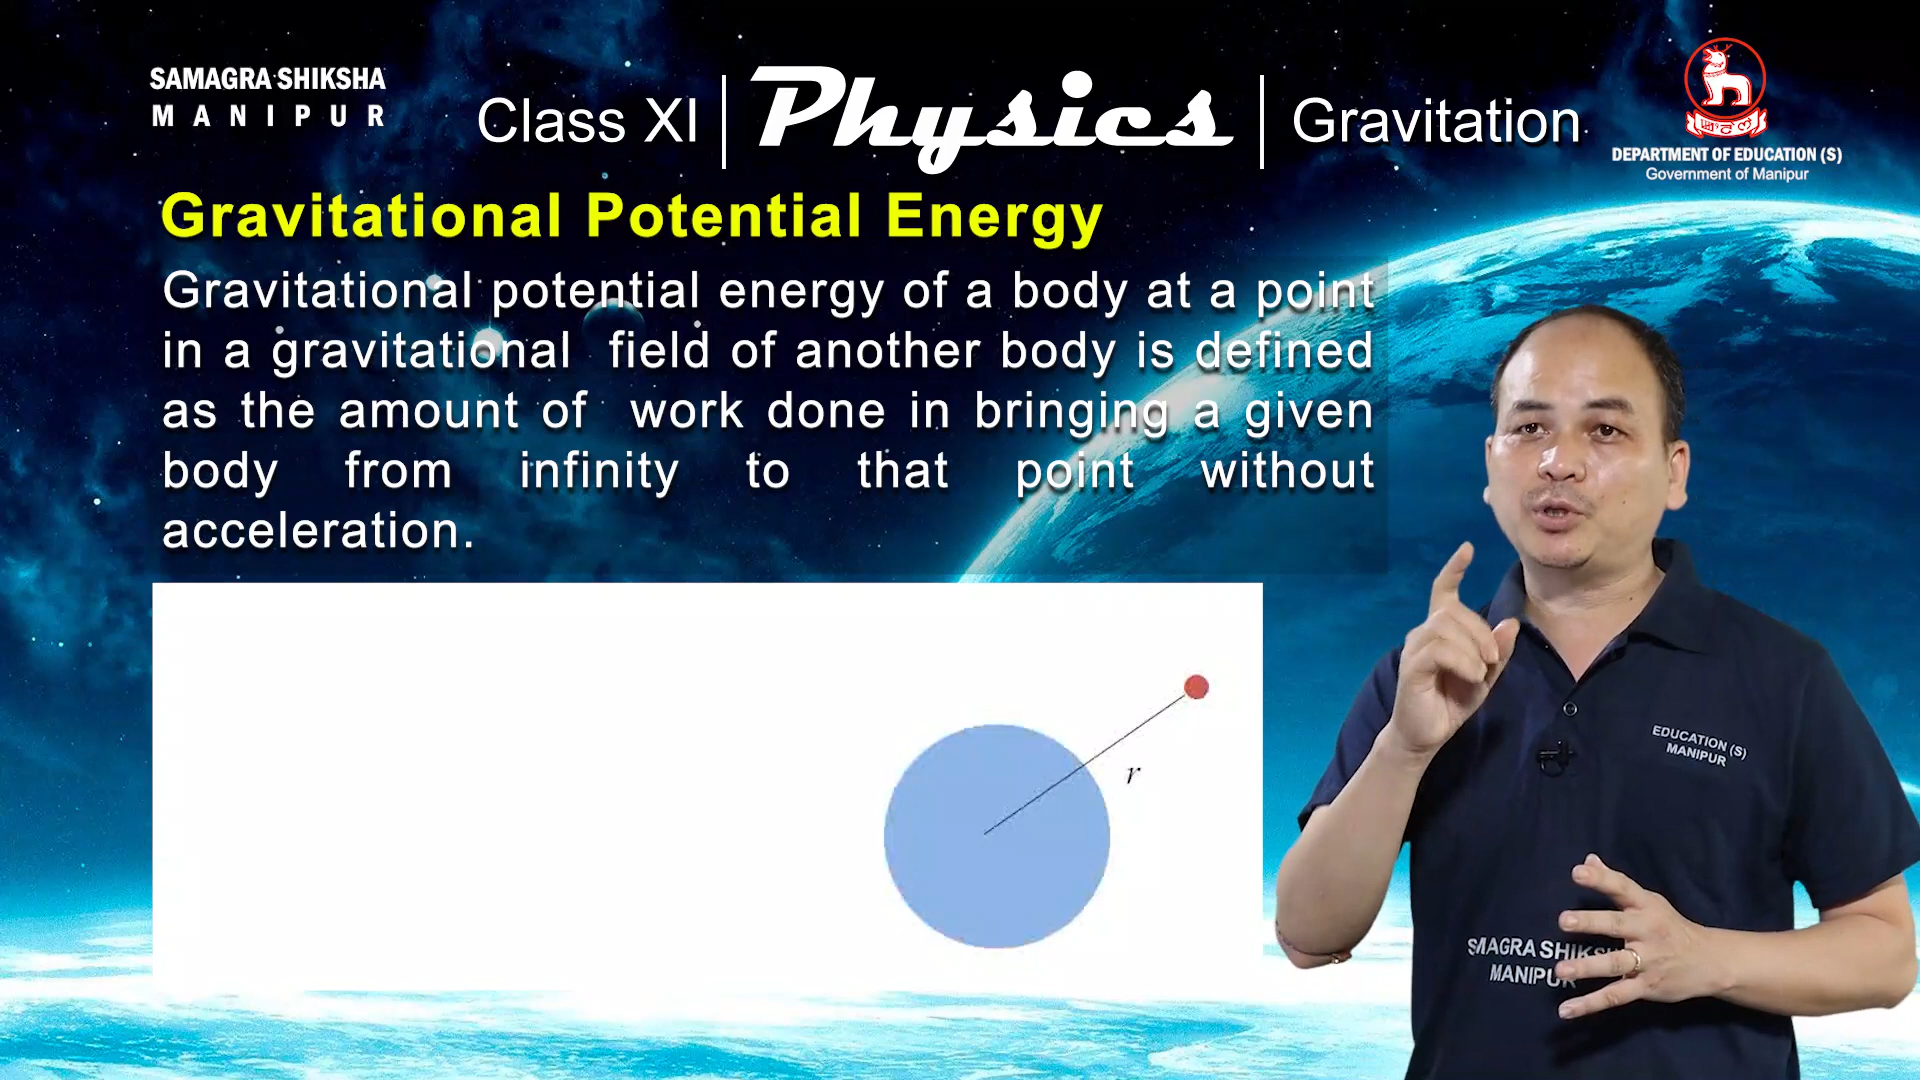 SAMAGRA SHIKSHA
MANIPUR
Class XI
Physics
Gravitation
DEPARTMENT OF EDUCATION (S)
Government of Manipur
Gravitational Potential Energy
Gravitational potential energy of a body at a point
in a gravitational field of another body is defined
as the amount of work done in bringing a given
body from infinity to that point without
acceleration.
r
EDUCATION (S)
MANIPUR
MANIPUR